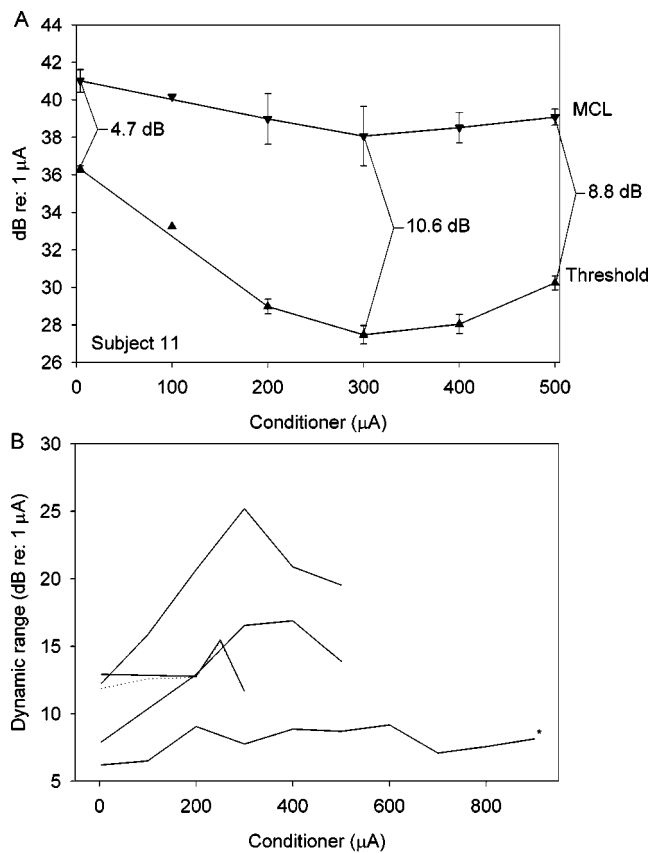 A
44
42
40
38
36
34
32
30
28
26
dB re: 1 µA
4.7 dB
10.6 dB
8.8 dB
MCL
Threshold
Subject 11
0 100 200 300 400 500
Conditioner (µA)
B
30
25
20
15
10
5
Dynamic range (dB re: 1 µA)
*
0 200 400 600 800
Conditioner (µA)